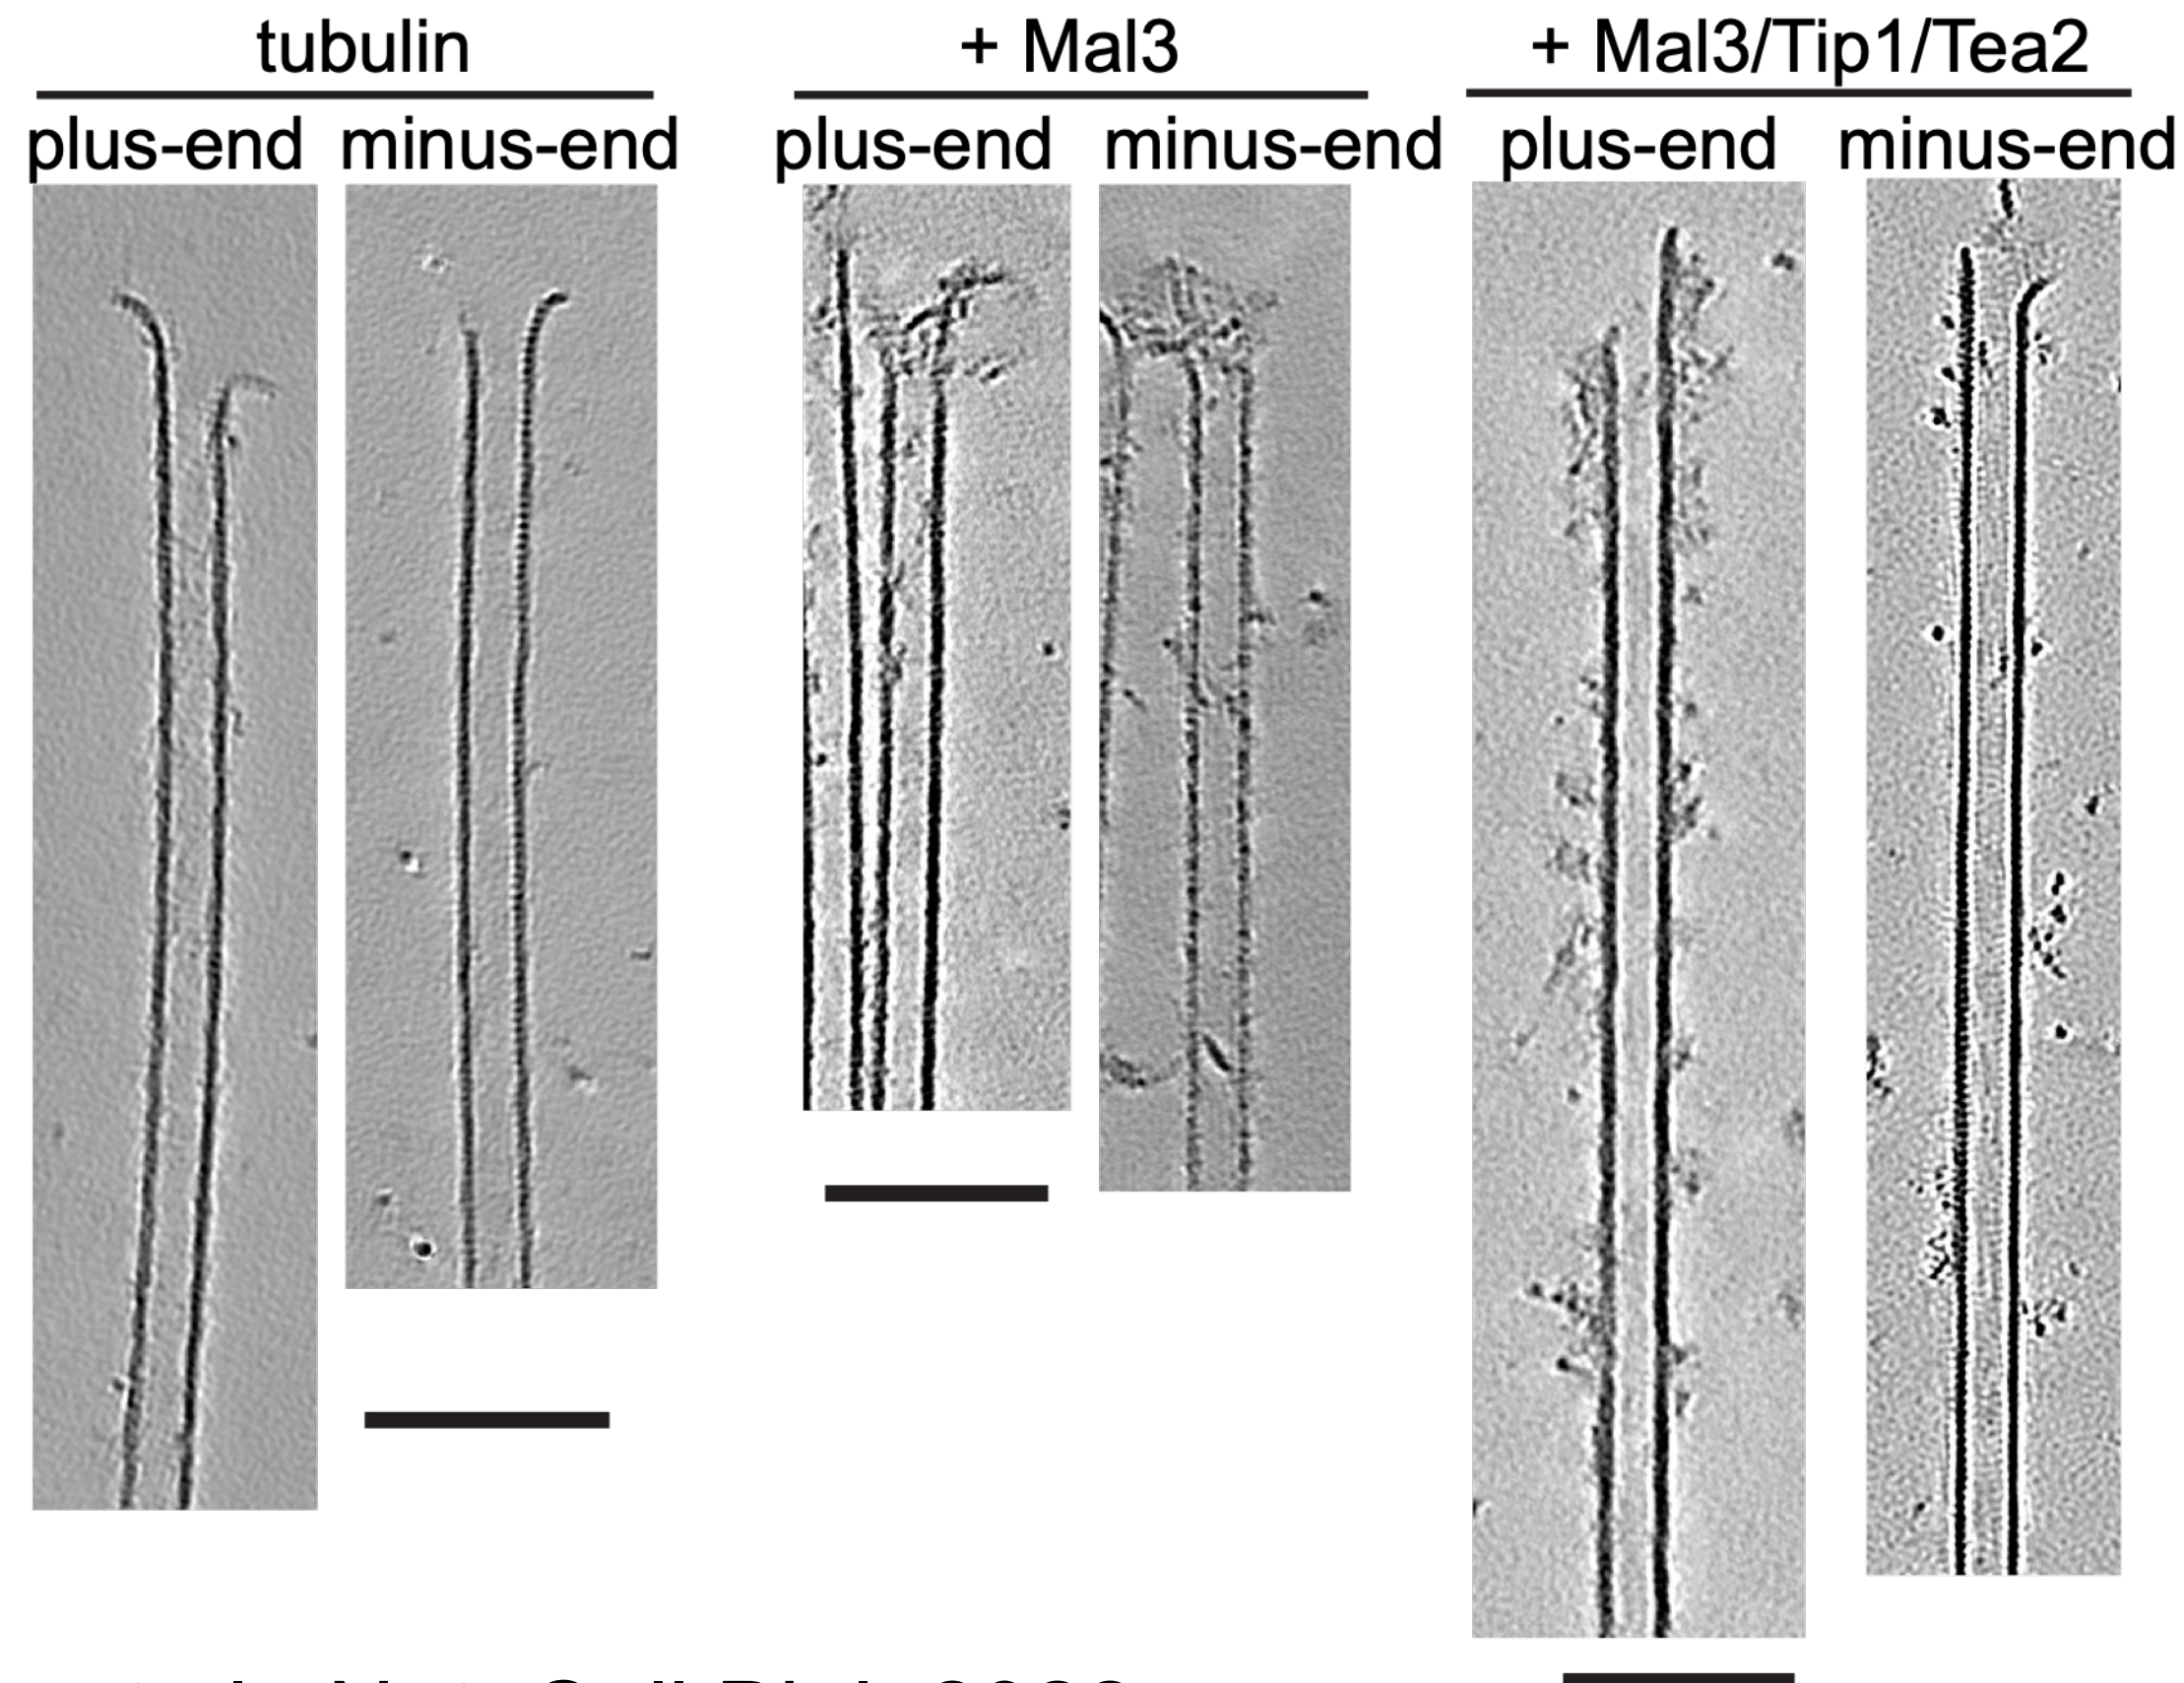 tubulin + Mal3 + Mal3/Tip1/Tea2
plus-end minus-end plus-end minus-end plus-end minus-end